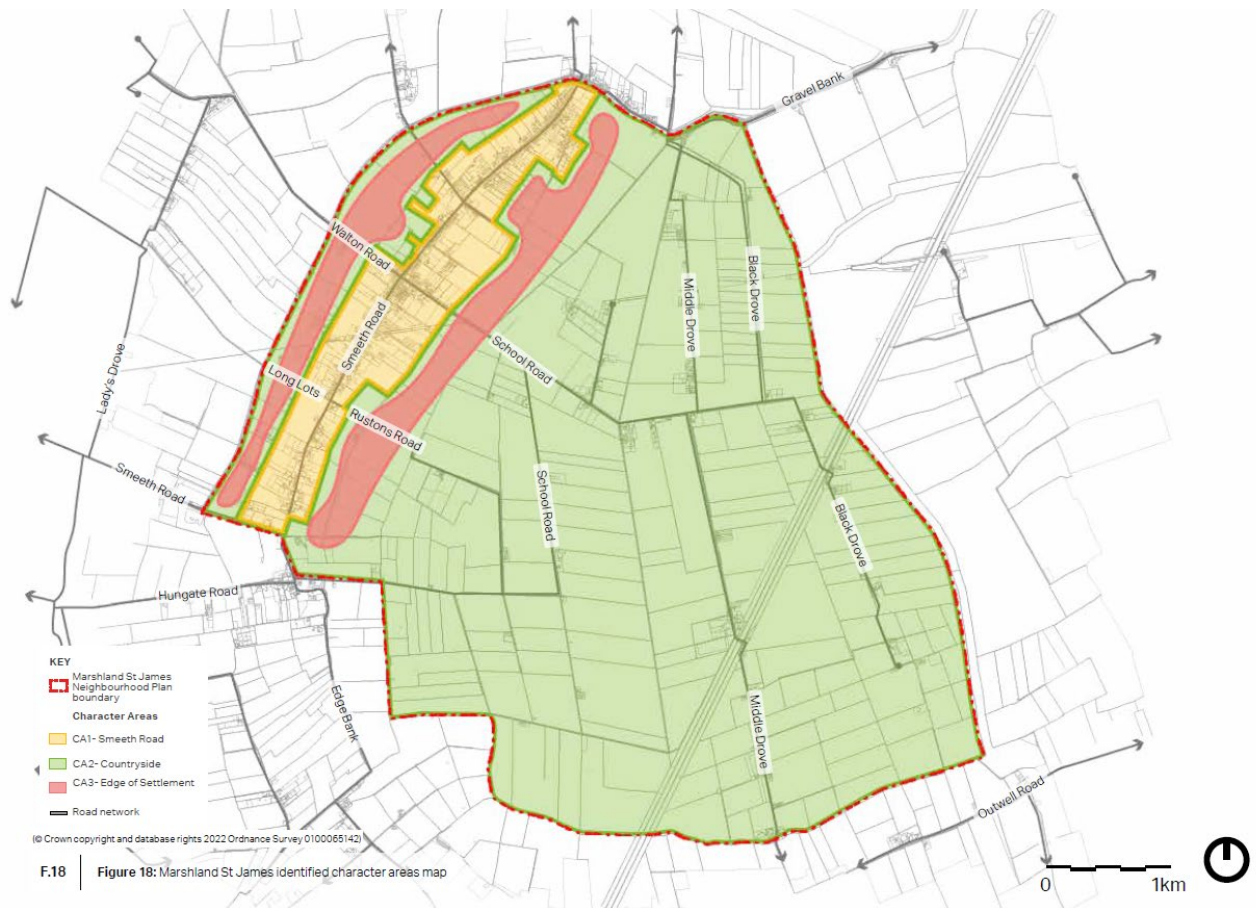 Gravel Bank
Walton Road
Black Drove
Middle Drove
Smeeth Road
School Road
Lady's Drove
Long Lots
Rustons Road
Smeeth Road
School Road
Black Drove
Hungate Road
Edge Bank
Middle Drove
Outwell Road
KEY
Marshland St James
Neighbourhood Plan
boundary
Character Areas
CA1- Smeeth Road
CA2- Countryside
CA3- Edge of Settlement
Road network
(© Crown copyright and database rights 2022 Ordnance Survey 0100065142)
F.18 Figure 18: Marshland St James identified character areas map
0 1km